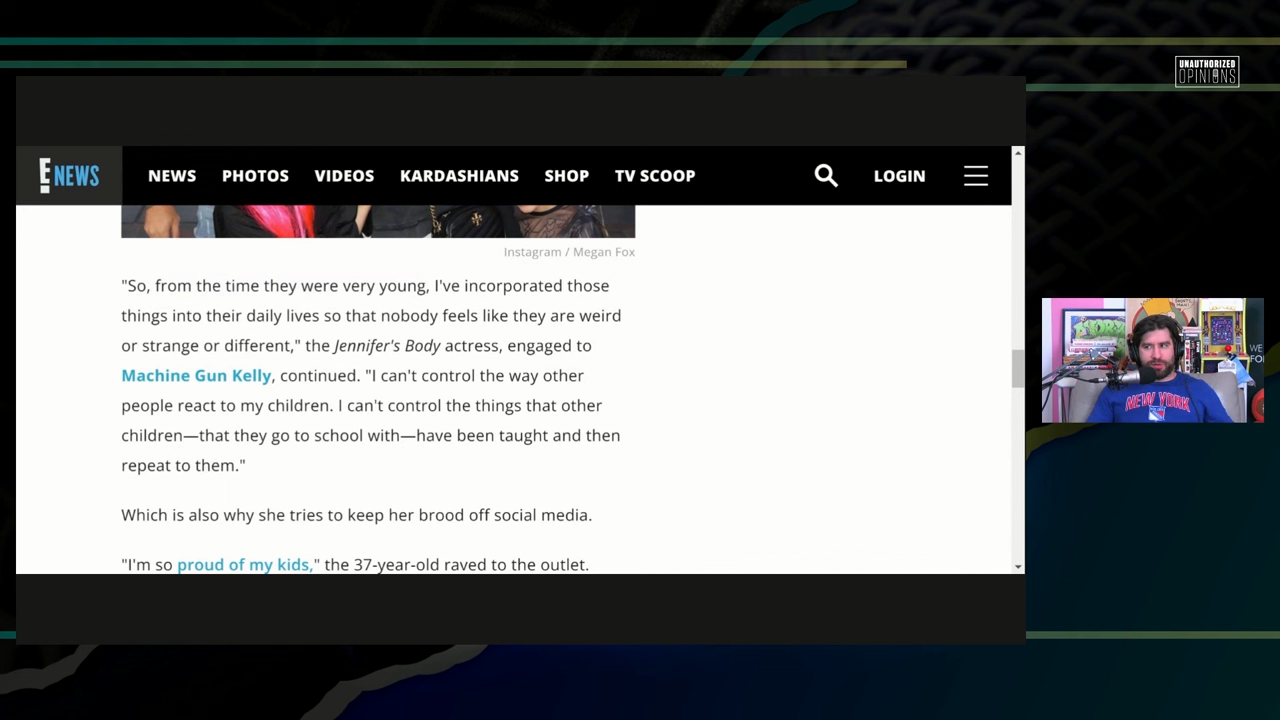 UNAUTHORIZED
OPINIONS
E! NEWS
NEWS PHOTOS VIDEOS KARDASHIANS SHOP TV SCOOP LOGIN
Instagram / Megan Fox
"So, from the time they were very young, I've incorporated those
things into their daily lives so that nobody feels like they are weird
or strange or different," the Jennifer's Body actress, engaged to
Machine Gun Kelly, continued. "I can't control the way other
people react to my children. I can't control the things that other
children—that they go to school with—have been taught and then
repeat to them."
Which is also why she tries to keep her brood off social media.
"I'm so proud of my kids," the 37-year-old raved to the outlet.
NEW YORK